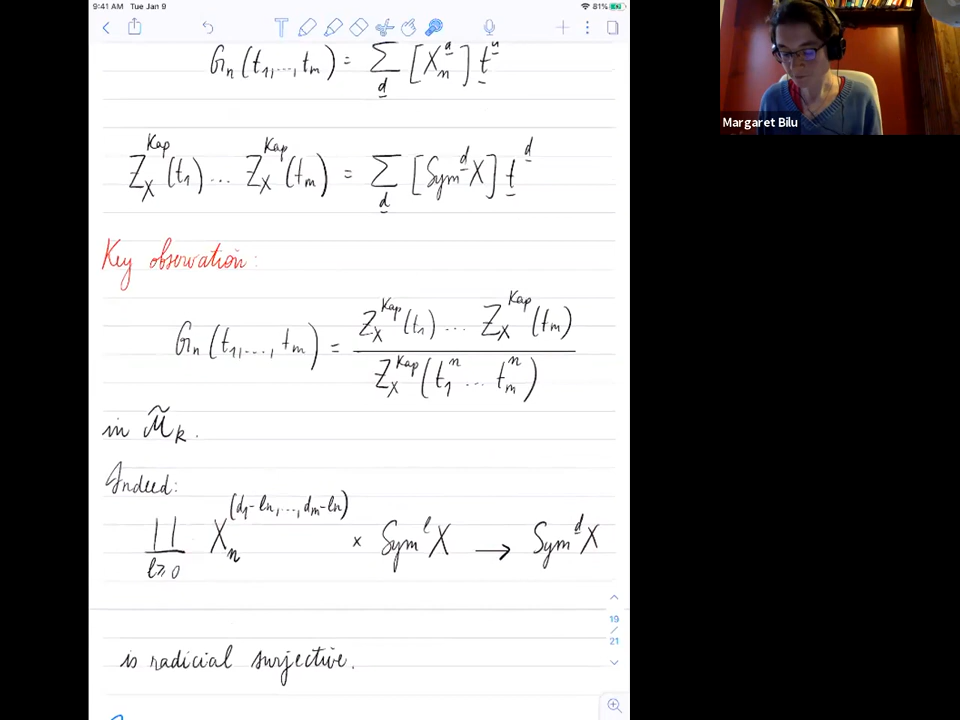 9:41 AM Tue Jan 9
81%
G_n(t_1,...,t_m) = Σ_d [X_n^d] t^d
Z_X^Kap(t_1) ... Z_X^Kap(t_m) = Σ_d [Sym^d X] t^d
Key observation:
G_n(t_1,...,t_m) = Z_X^Kap(t_1) ... Z_X^Kap(t_m) / Z_X^Kap(t_1^n ... t_m^n)
in M̃_k.
Indeed:
∐_{l≥0} X_n^(d_1-ln,...,d_m-ln) × Sym^l X → Sym^d X
is radicial surjective.
19
/
21
Margaret Bilu